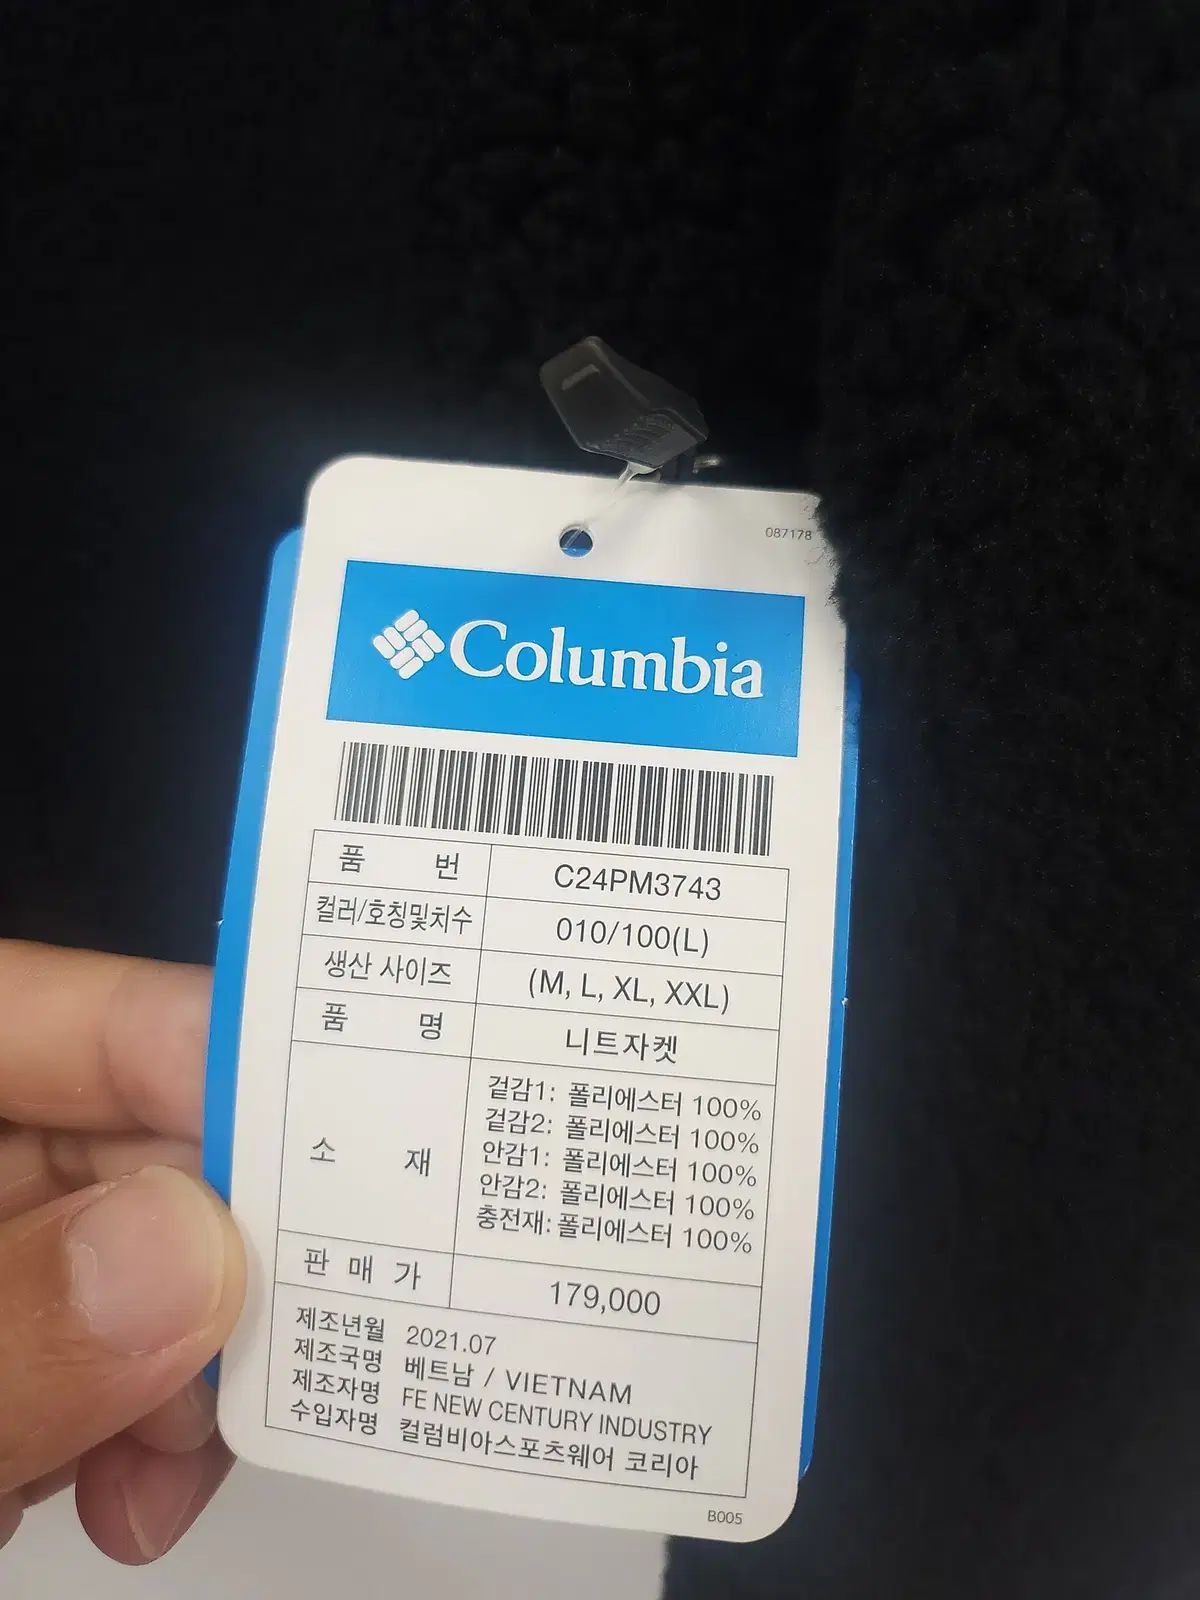 087178
Columbia
품 번 C24PM3743
컬러/호칭및치수 010/100(L)
생산 사이즈 (M, L, XL, XXL)
품 명 니트자켓
소 재
겉감1: 폴리에스터 100%
겉감2: 폴리에스터 100%
안감1: 폴리에스터 100%
안감2: 폴리에스터 100%
충전재: 폴리에스터 100%
판 매 가 179,000
제조년월 2021.07
제조국명 베트남 / VIETNAM
제조자명 FE NEW CENTURY INDUSTRY
수입자명 컬럼비아스포츠웨어 코리아
B005